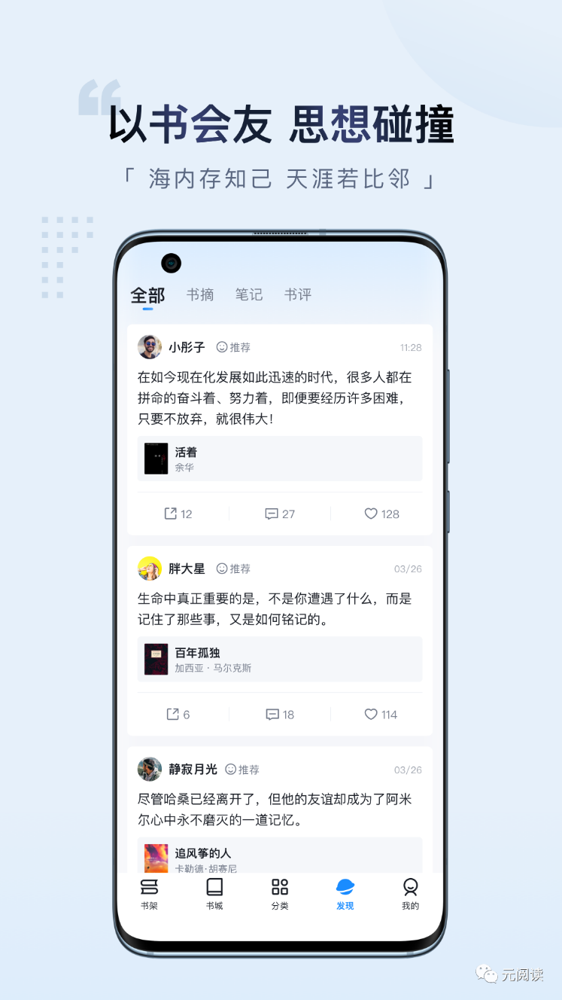 以书会友 思想碰撞
「 海内存知己 天涯若比邻 」
全部 书摘 笔记 书评
小彤子 推荐 11:28
在如今现在化发展如此迅速的时代，很多人都在
拼命的奋斗着、努力着，即便要经历许多困难，
只要不放弃，就很伟大！
活着
余华
12 27 128
胖大星 推荐 03/26
生命中真正重要的是，不是你遭遇了什么，而是
记住了那些事，又是如何铭记的。
百年孤独
加西亚 · 马尔克斯
6 18 114
静寂月光 推荐 03/26
尽管哈桑已经离开了，但他的友谊却成为了阿米
尔心中永不磨灭的一道记忆。
追风筝的人
卡勒德·胡赛尼
书架 书城 分类 发现 我的
元阅读